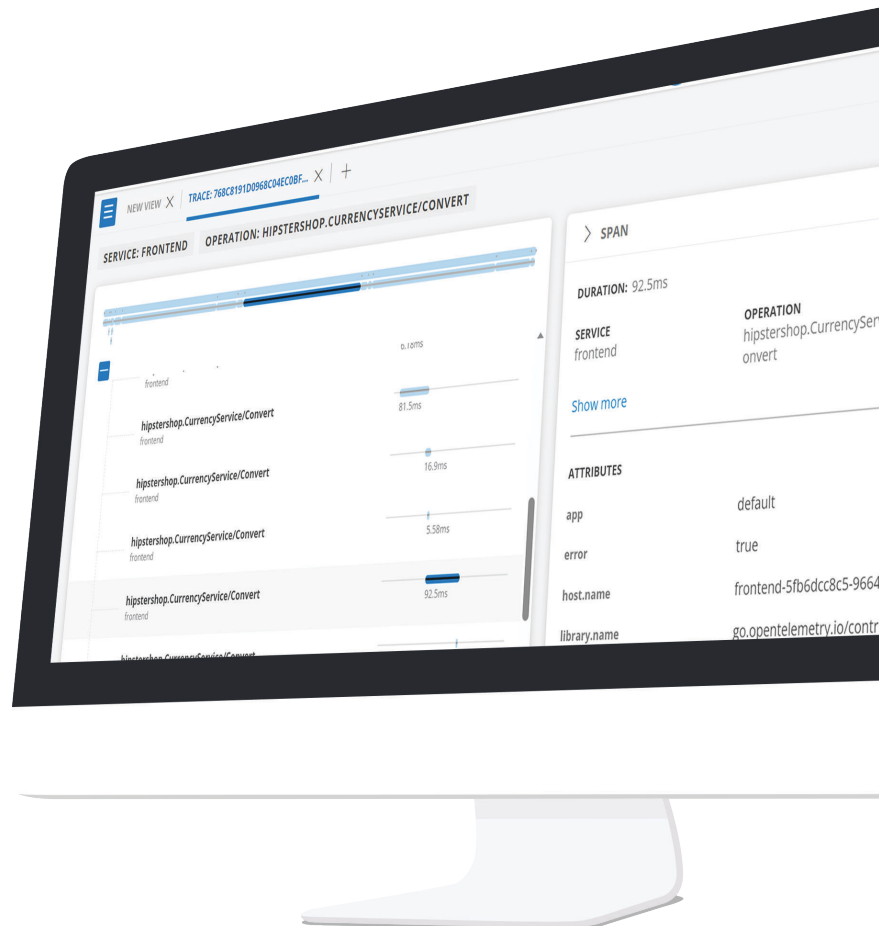 NEW VIEW
TRACE: 768C8191D0968C04EC0BF...
SERVICE: FRONTEND
OPERATION: HIPSTERSHOP.CURRENCYSERVICE/CONVERT
6.18ms
frontend
hipstershop.CurrencyService/Convert
frontend
81.5ms
hipstershop.CurrencyService/Convert
frontend
16.9ms
hipstershop.CurrencyService/Convert
frontend
5.58ms
hipstershop.CurrencyService/Convert
frontend
92.5ms
hipstershop.CurrencyService/Convert
SPAN
DURATION: 92.5ms
SERVICE
frontend
OPERATION
hipstershop.CurrencySer
onvert
Show more
ATTRIBUTES
app default
error true
host.name frontend-5fb6dcc8c5-9664
library.name go.opentelemetry.io/contr